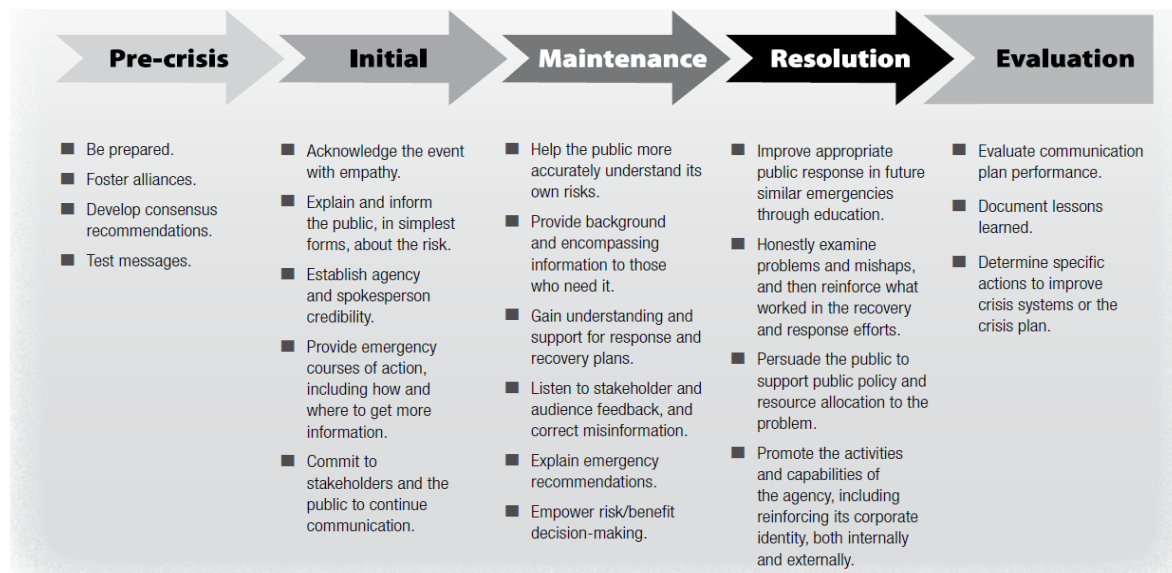 Pre-crisis
Initial
Maintenance
Resolution
Evaluation
■ Be prepared.
■ Foster alliances.
■ Develop consensus
recommendations.
■ Test messages.
■ Acknowledge the event
with empathy.
■ Explain and inform
the public, in simplest
forms, about the risk.
■ Establish agency
and spokesperson
credibility.
■ Provide emergency
courses of action,
including how and
where to get more
information.
■ Commit to
stakeholders and the
public to continue
communication.
■ Help the public more
accurately understand its
own risks.
■ Provide background
and encompassing
information to those
who need it.
■ Gain understanding and
support for response and
recovery plans.
■ Listen to stakeholder and
audience feedback, and
correct misinformation.
■ Explain emergency
recommendations.
■ Empower risk/benefit
decision-making.
■ Improve appropriate
public response in future
similar emergencies
through education.
■ Honestly examine
problems and mishaps,
and then reinforce what
worked in the recovery
and response efforts.
■ Persuade the public to
support public policy and
resource allocation to the
problem.
■ Promote the activities
and capabilities of
the agency, including
reinforcing its corporate
identity, both internally
and externally.
■ Evaluate communication
plan performance.
■ Document lessons
learned.
■ Determine specific
actions to improve
crisis systems or the
crisis plan.